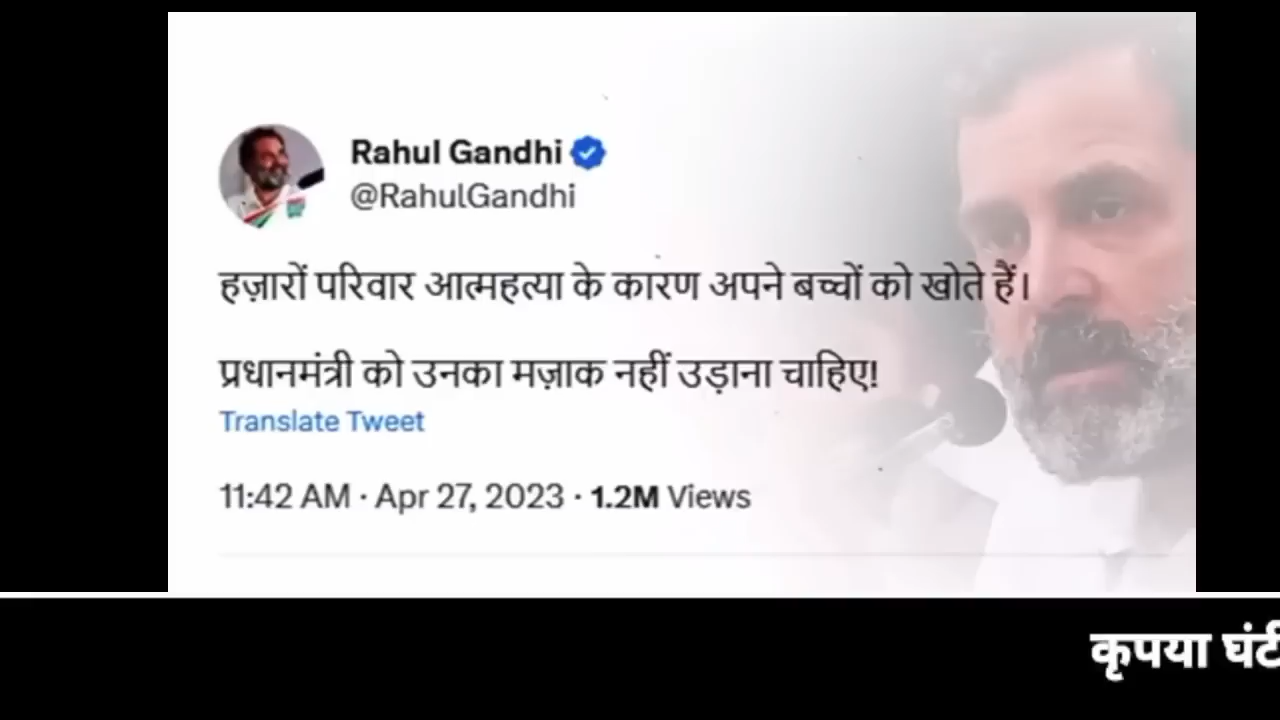 Rahul Gandhi
@RahulGandhi
हज़ारों परिवार आत्महत्या के कारण अपने बच्चों को खोते हैं।
प्रधानमंत्री को उनका मज़ाक नहीं उड़ाना चाहिए!
Translate Tweet
11:42 AM · Apr 27, 2023 · 1.2M Views
कृपया